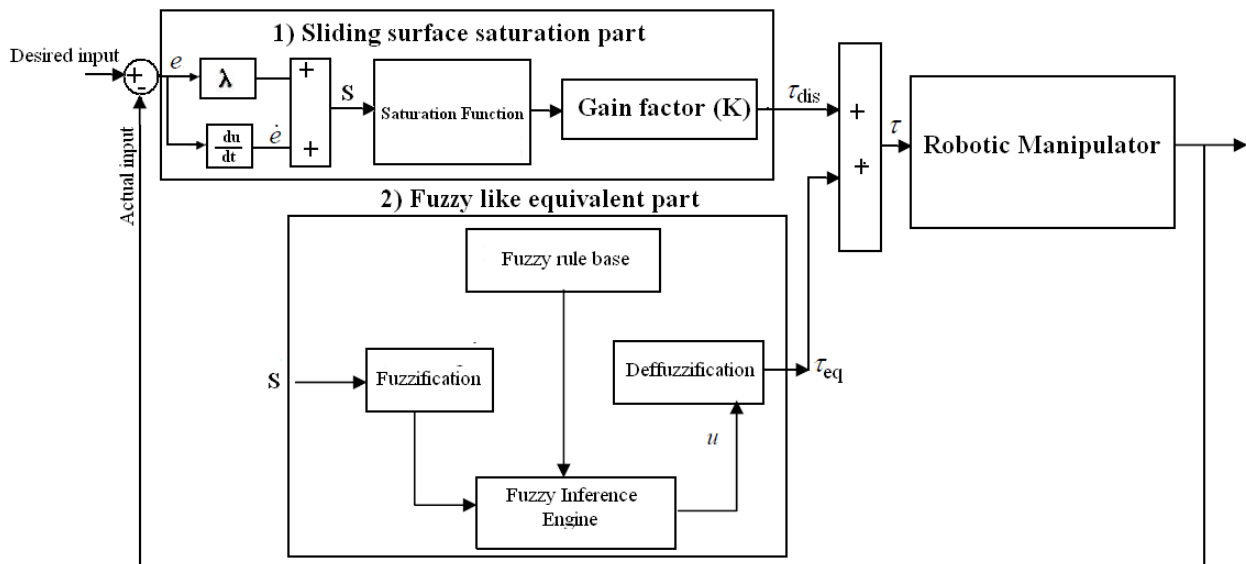 1) Sliding surface saturation part
Desired input
+
-
e
λ
+
S
Saturation Function
Gain factor (K)
τdis
+
τ
Robotic Manipulator
du
dt
ė
+
+
Actual input
2) Fuzzy like equivalent part
Fuzzy rule base
S
Fuzzification
Deffuzzification
τeq
u
Fuzzy Inference
Engine